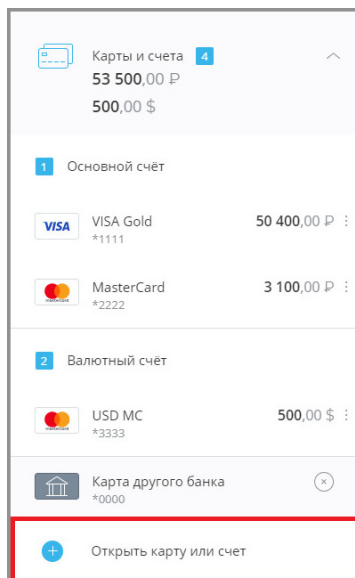 Карты и счета 4
53 500,00 ₽
500,00 $
1 Основной счёт
VISA VISA Gold 50 400,00 ₽
*1111
MasterCard 3 100,00 ₽
*2222
2 Валютный счёт
USD MC 500,00 $
*3333
Карта другого банка
*0000
Открыть карту или счет